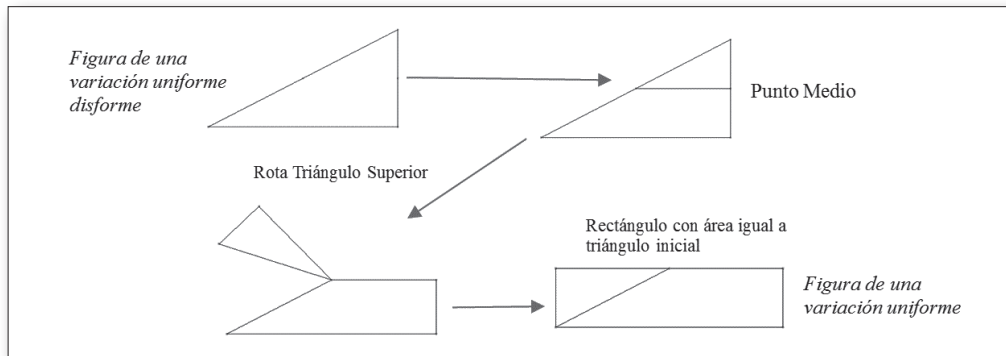 Figura de una
variación uniforme
disforme
Punto Medio
Rota Triángulo Superior
Rectángulo con área igual a
triángulo inicial
Figura de una
variación uniforme